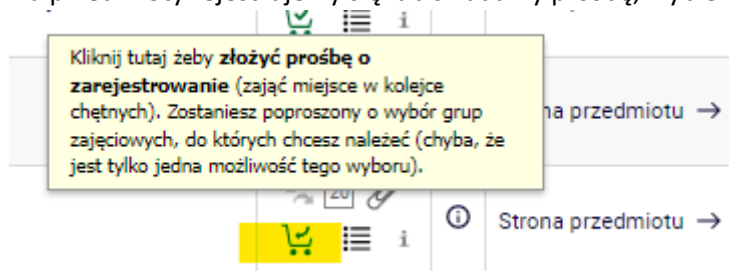 Kliknij tutaj żeby złożyć prośbę o
zarejestrowanie (zająć miejsce w kolejce
chętnych). Zostaniesz poproszony o wybór grup
zajęciowych, do których chcesz należeć (chyba, że
jest tylko jedna możliwość tego wyboru).
na przedmiotu →
20
Strona przedmiotu →